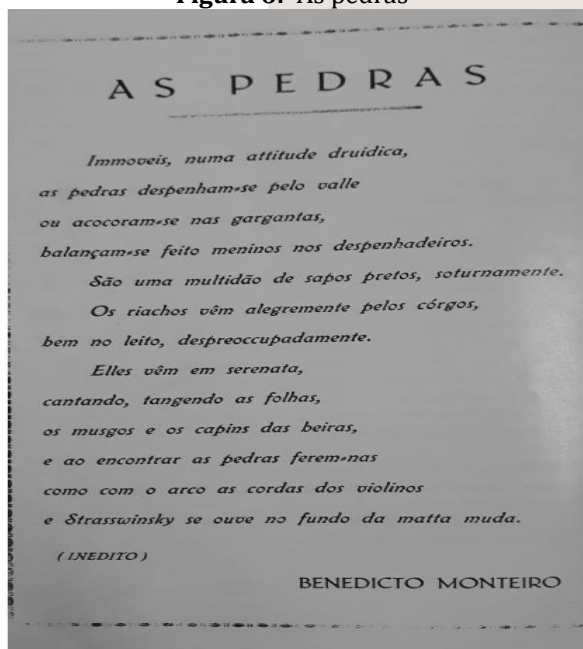 Figura 6. As pedras
AS PEDRAS
Immoveis, numa attitude druidica,
as pedras despenham-se pelo valle
ou acocoram-se nas gargantas,
balançam-se feito meninos nos despenhadeiros.
São uma multidão de sapos pretos, soturnamente.
Os riachos vêm alegremente pelos córgos,
bem no leito, despreoccupadamente.
Elles vêm em serenata,
cantando, tangendo as folhas,
os musgos e os capins das beiras,
e ao encontrar as pedras ferem-nas
como com o arco as cordas dos violinos
e Strasswinsky se ouve no fundo da matta muda.
(INEDITO)
BENEDICTO MONTEIRO